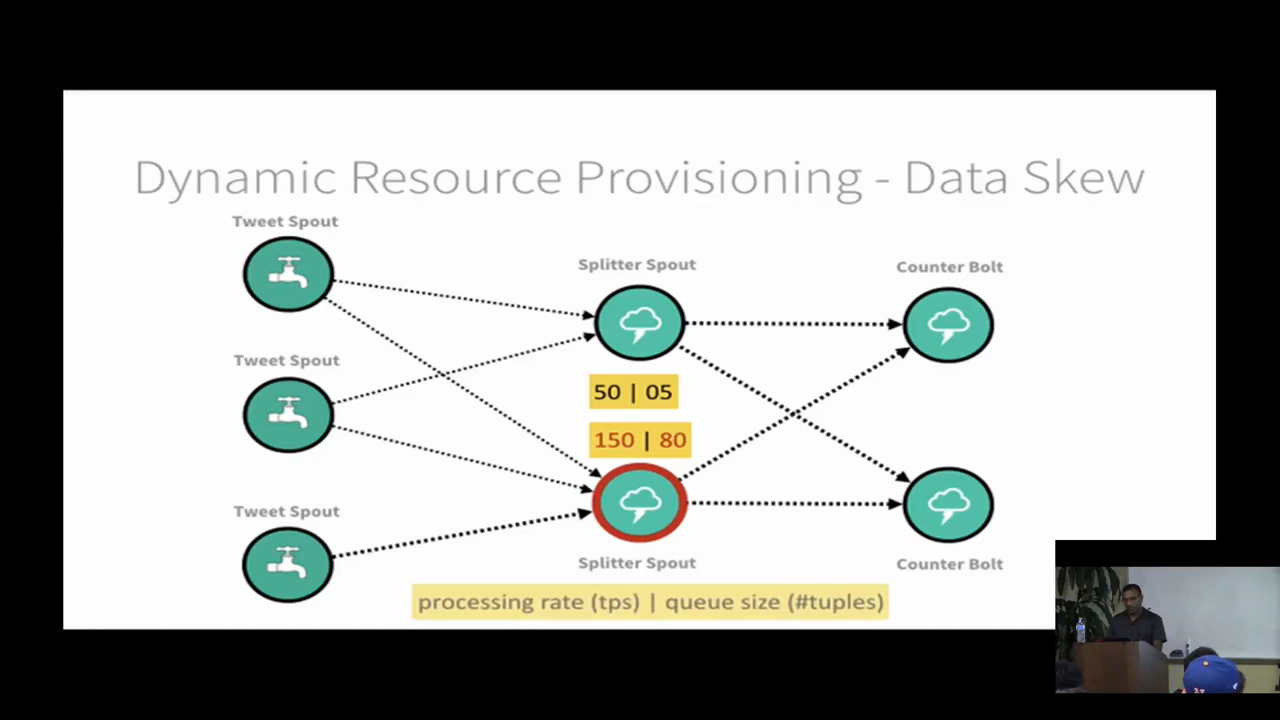 Dynamic Resource Provisioning - Data Skew
Tweet Spout
Splitter Spout
Counter Bolt
Tweet Spout
50 | 05
150 | 80
Tweet Spout
Splitter Spout
Counter Bolt
processing rate (tps) | queue size (#tuples)